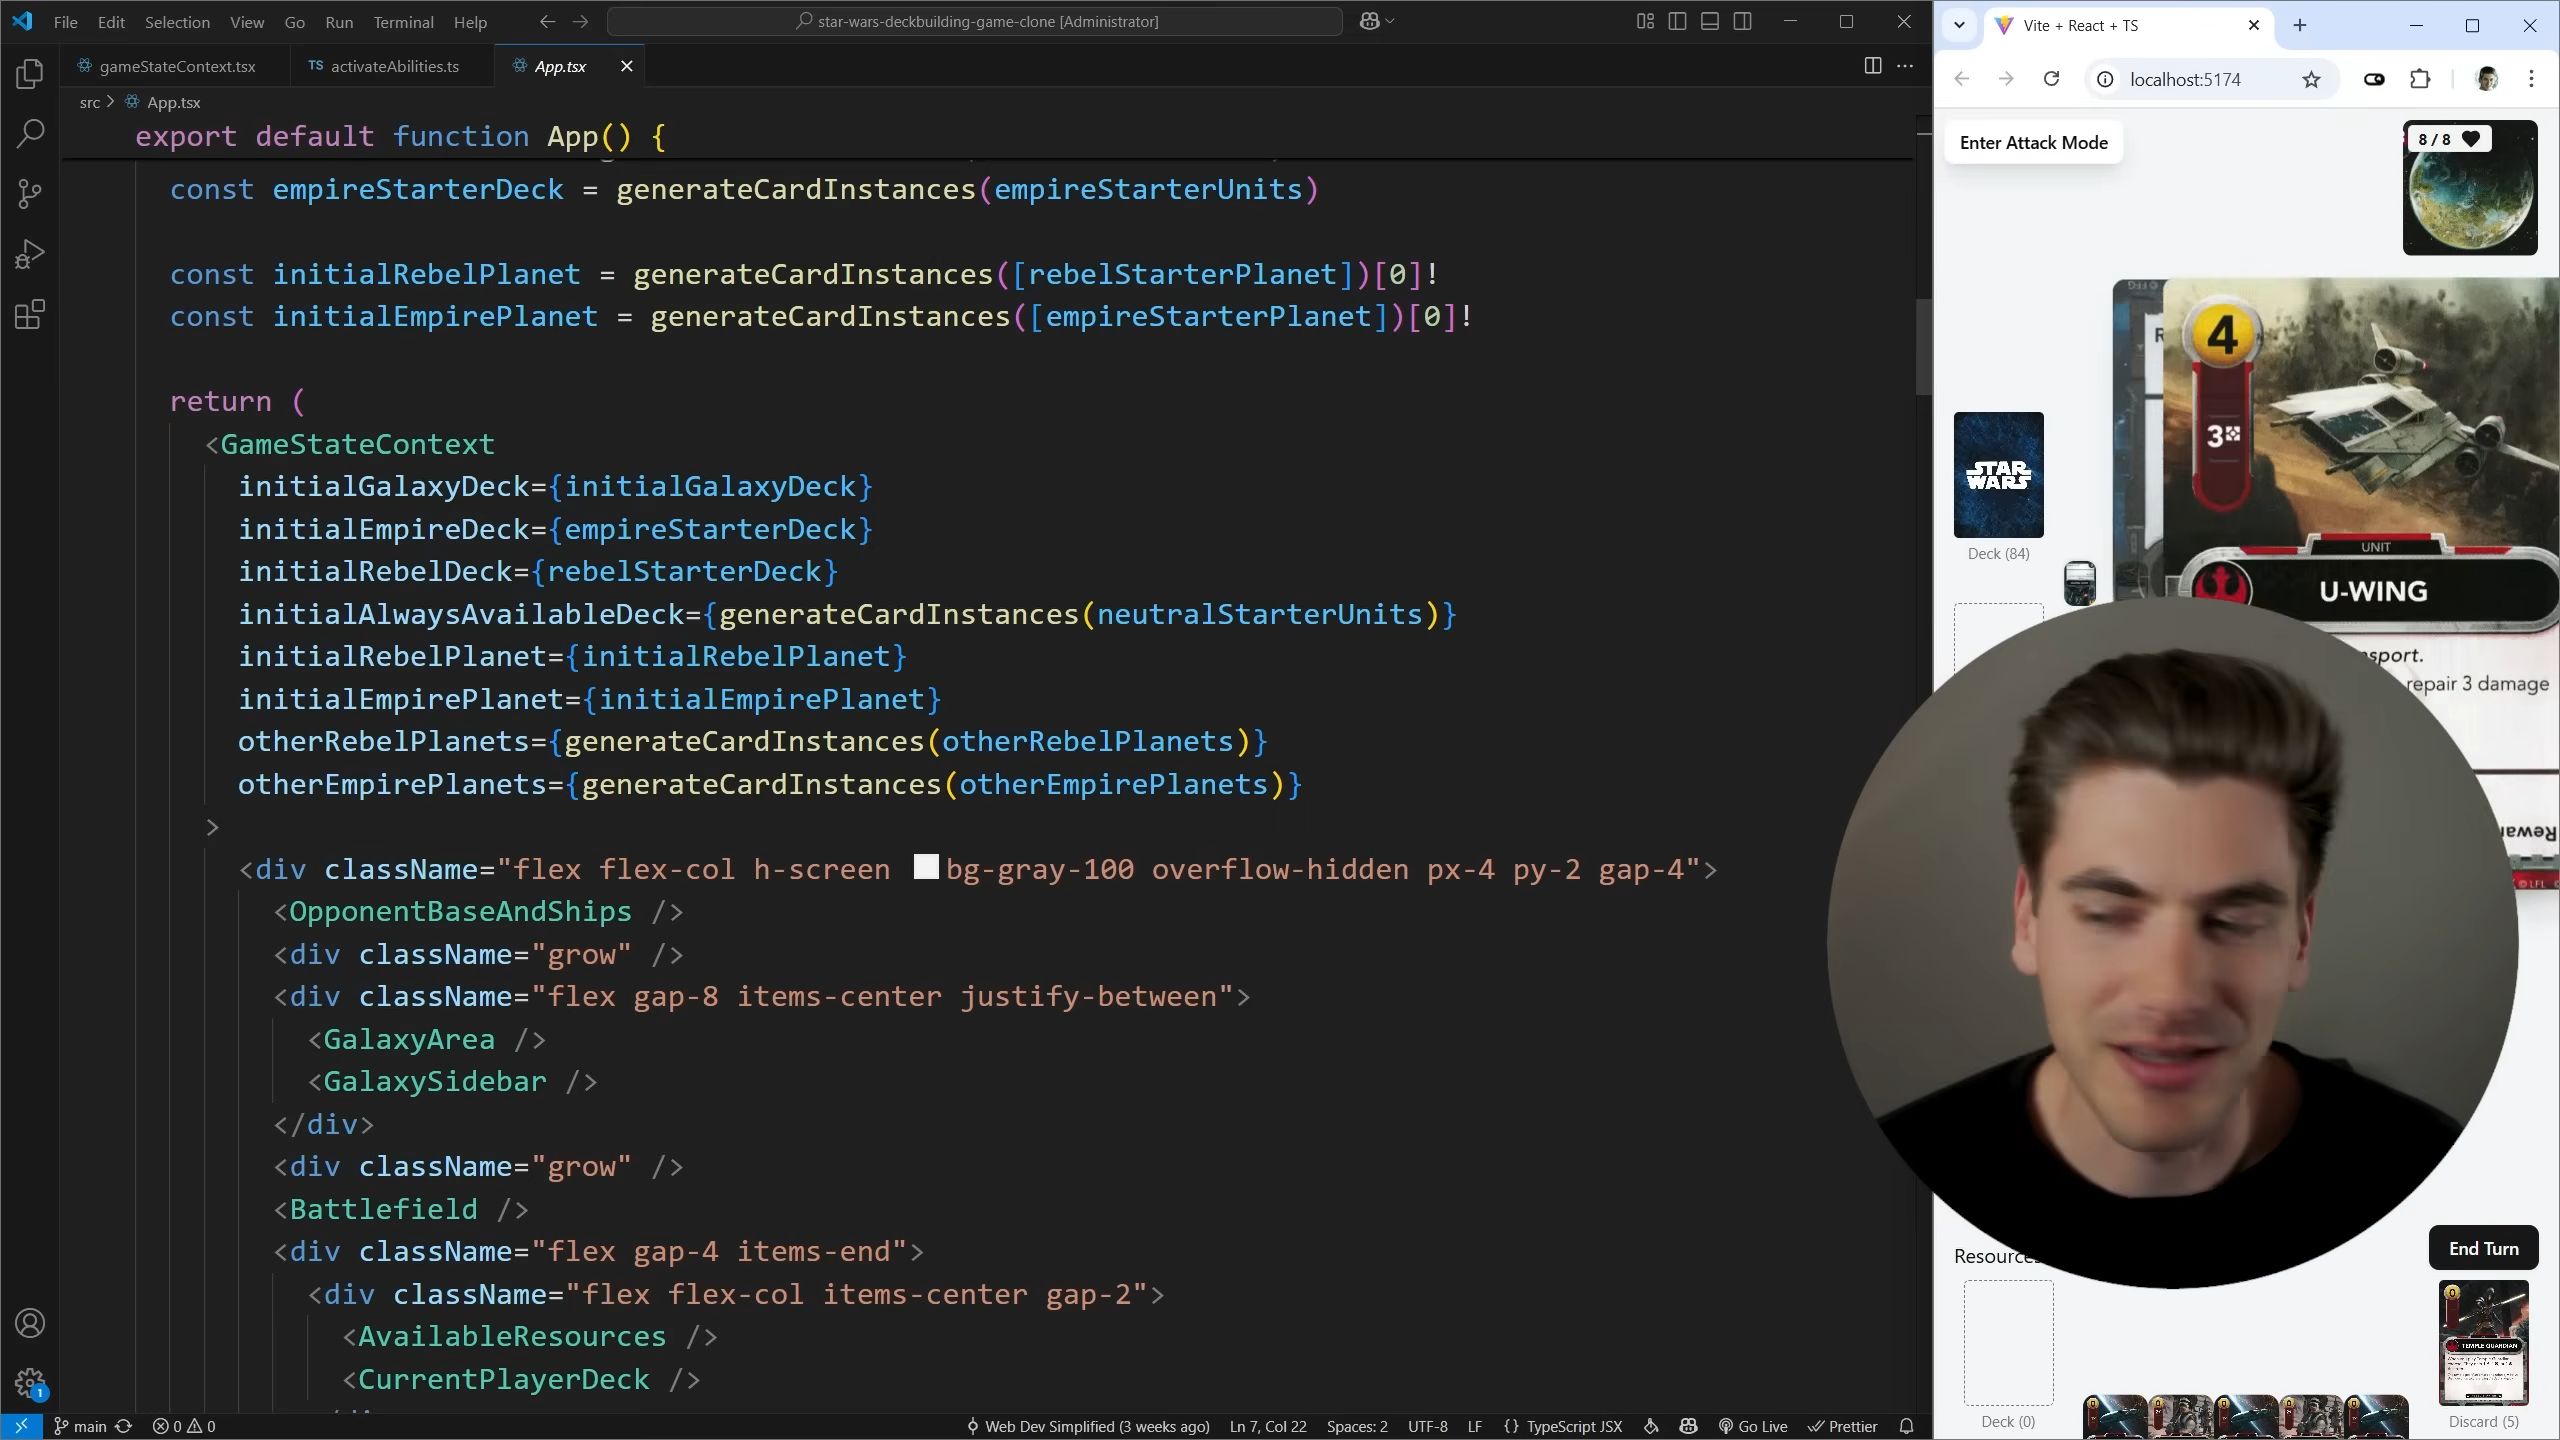 File Edit Selection View Go Run Terminal Help
star-wars-deckbuilding-game-clone [Administrator]
gameStateContext.tsx
TS activateAbilities.ts
App.tsx
src > App.tsx
export default function App() {
const empireStarterDeck = generateCardInstances(empireStarterUnits)
const initialRebelPlanet = generateCardInstances([rebelStarterPlanet])[0]!
const initialEmpirePlanet = generateCardInstances([empireStarterPlanet])[0]!
return (
<GameStateContext
initialGalaxyDeck={initialGalaxyDeck}
initialEmpireDeck={empireStarterDeck}
initialRebelDeck={rebelStarterDeck}
initialAlwaysAvailableDeck={generateCardInstances(neutralStarterUnits)}
initialRebelPlanet={initialRebelPlanet}
initialEmpirePlanet={initialEmpirePlanet}
otherRebelPlanets={generateCardInstances(otherRebelPlanets)}
otherEmpirePlanets={generateCardInstances(otherEmpirePlanets)}
>
<div className="flex flex-col h-screen bg-gray-100 overflow-hidden px-4 py-2 gap-4">
<OpponentBaseAndShips />
<div className="grow" />
<div className="flex gap-8 items-center justify-between">
<GalaxyArea />
<GalaxySidebar />
</div>
<div className="grow" />
<Battlefield />
<div className="flex gap-4 items-end">
<div className="flex flex-col items-center gap-2">
<AvailableResources />
<CurrentPlayerDeck />
1
main
0 0
Web Dev Simplified (3 weeks ago)
Ln 7, Col 22
Spaces: 2
UTF-8
LF
{} TypeScript JSX
Go Live
Prettier
Vite + React + TS
localhost:5174
Enter Attack Mode
8 / 8
4
3
STAR WARS
Deck (84)
UNIT
U-WING
repair 3 damage
© LFL
Resources
End Turn
0
TEMPLE GUARDIAN
Deck (0)
Discard (5)